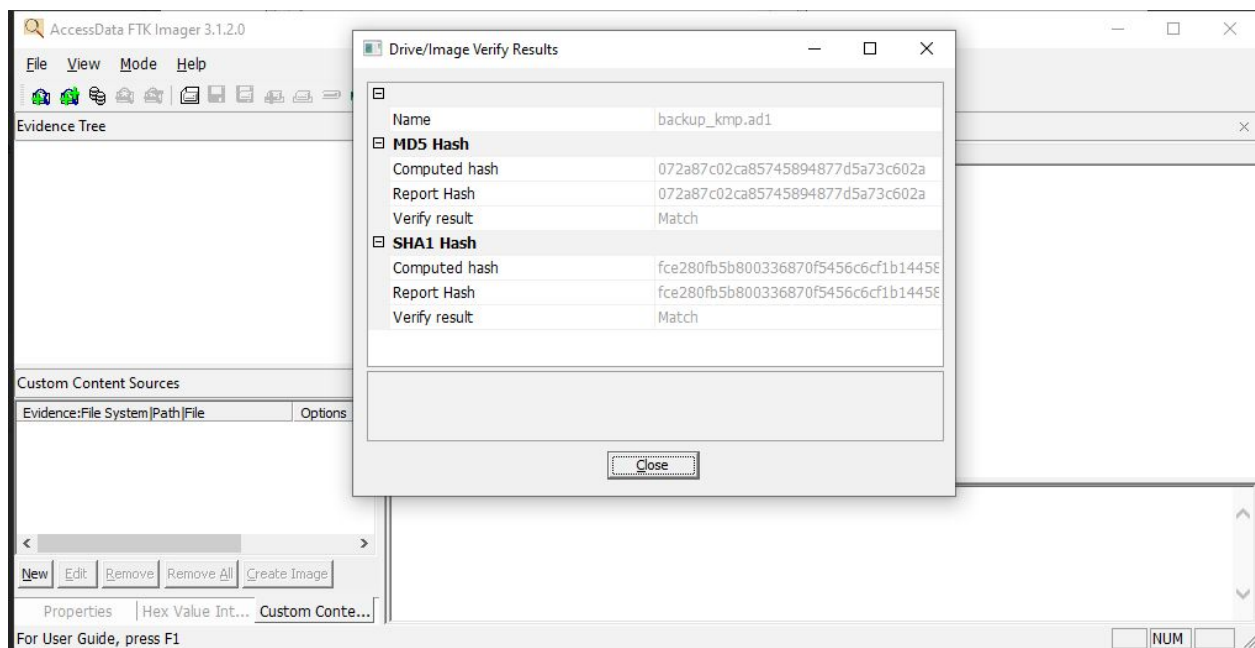 AccessData FTK Imager 3.1.2.0
File View Mode Help
Evidence Tree
Custom Content Sources
Evidence:File System|Path|File Options
New Edit Remove Remove All Create Image
Properties Hex Value Int... Custom Conte...
For User Guide, press F1
NUM
Drive/Image Verify Results
Name backup_kmp.ad1
MD5 Hash
Computed hash 072a87c02ca85745894877d5a73c602a
Report Hash 072a87c02ca85745894877d5a73c602a
Verify result Match
SHA1 Hash
Computed hash fce280fb5b800336870f5456c6cf1b14458
Report Hash fce280fb5b800336870f5456c6cf1b14458
Verify result Match
Close